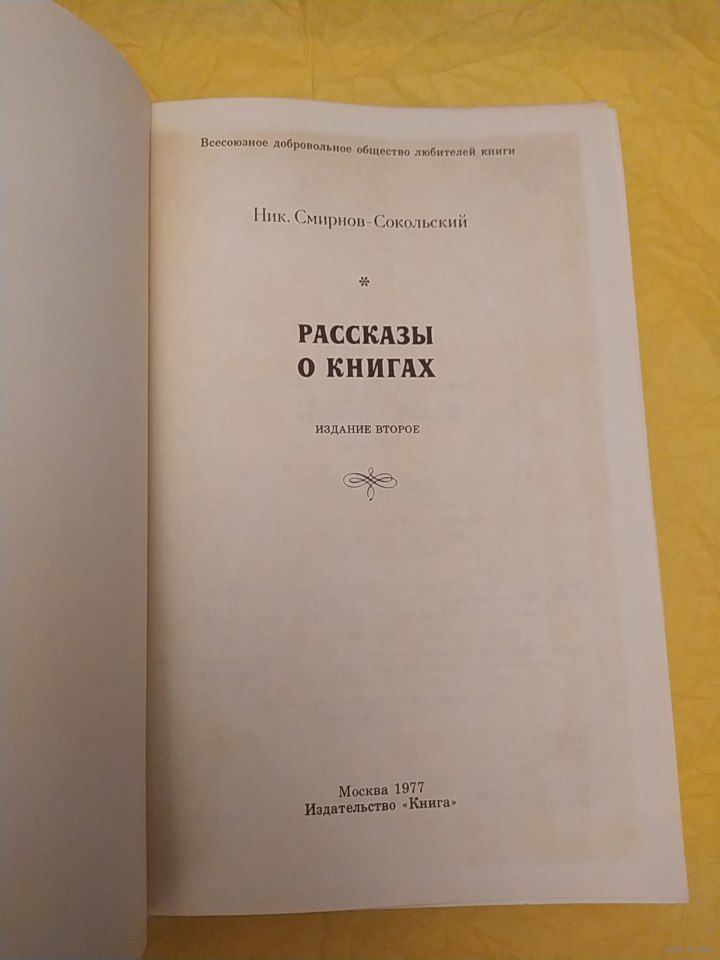 Всесоюзное добровольное общество любителей книги
Ник. Смирнов-Сокольский
*
РАССКАЗЫ
О КНИГАХ
ИЗДАНИЕ ВТОРОЕ
Москва 1977
Издательство «Книга»